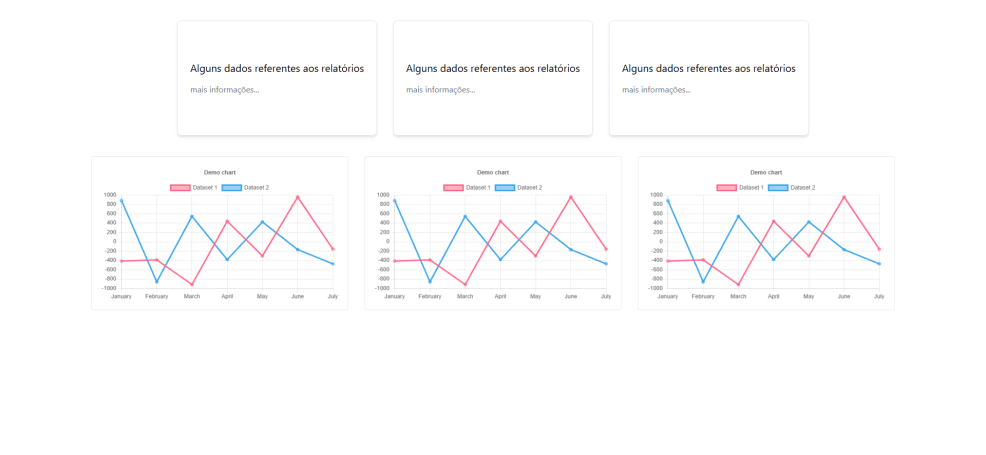 Alguns dados referentes aos relatórios
mais informações...
Alguns dados referentes aos relatórios
mais informações...
Alguns dados referentes aos relatórios
mais informações...
Demo chart
Dataset 1 Dataset 2
1000
800
600
400
200
0
-200
-400
-600
-800
-1000
January February March April May June July
Demo chart
Dataset 1 Dataset 2
1000
800
600
400
200
0
-200
-400
-600
-800
-1000
January February March April May June July
Demo chart
Dataset 1 Dataset 2
1000
800
600
400
200
0
-200
-400
-600
-800
-1000
January February March April May June July